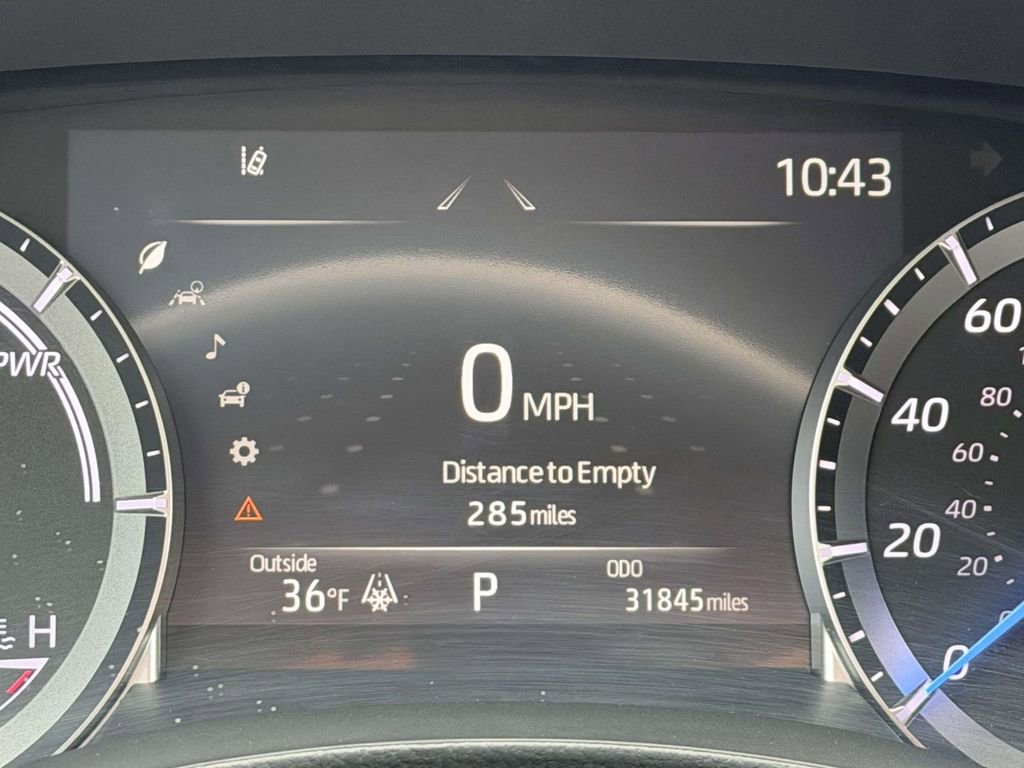 10:43
PWR
0 MPH
Distance to Empty
285 miles
Outside
36°F
P
ODO
31845 miles
H
60
40
20
0
80
60
40
20